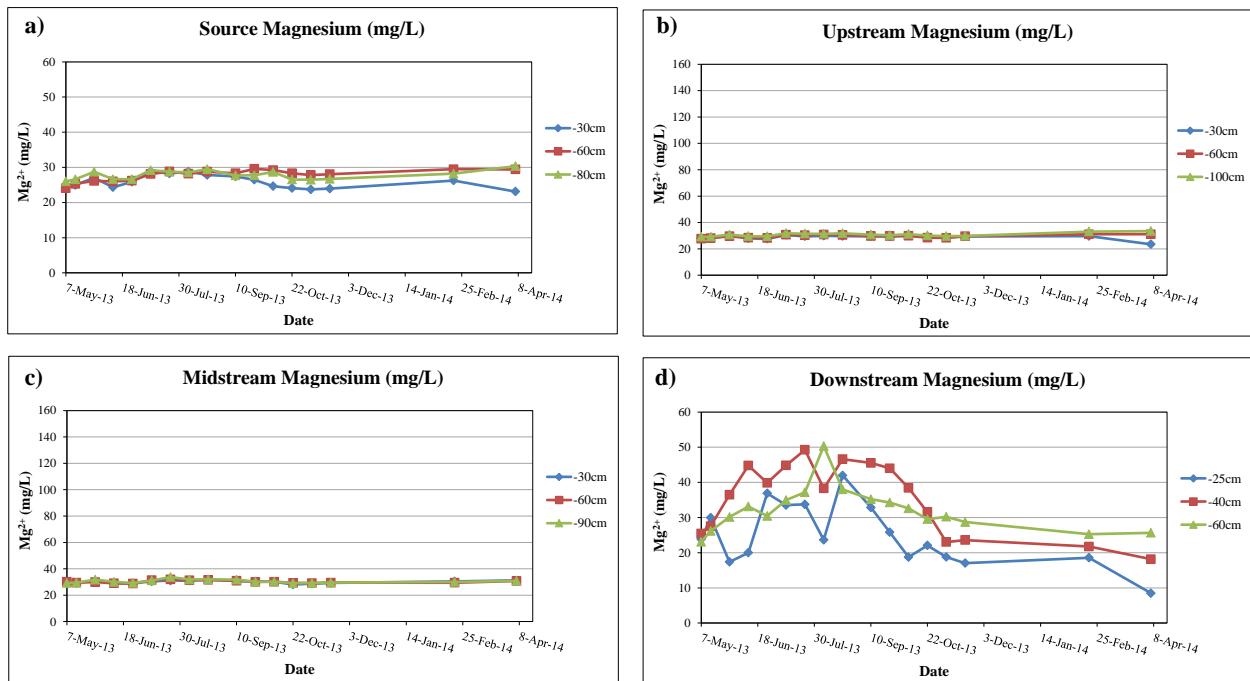 a)
Source Magnesium (mg/L)
60
50
40
30
20
10
0
Mg²⁺ (mg/L)
7-May-13
18-Jun-13
30-Jul-13
10-Sep-13
22-Oct-13
3-Dec-13
14-Jan-14
25-Feb-14
8-Apr-14
Date
-30cm
-60cm
-80cm
b)
Upstream Magnesium (mg/L)
160
140
120
100
80
60
40
20
0
Mg²⁺ (mg/L)
7-May-13
18-Jun-13
30-Jul-13
10-Sep-13
22-Oct-13
3-Dec-13
14-Jan-14
25-Feb-14
8-Apr-14
Date
-30cm
-60cm
-100cm
c)
Midstream Magnesium (mg/L)
160
140
120
100
80
60
40
20
0
Mg²⁺ (mg/L)
7-May-13
18-Jun-13
30-Jul-13
10-Sep-13
22-Oct-13
3-Dec-13
14-Jan-14
25-Feb-14
8-Apr-14
Date
-30cm
-60cm
-90cm
d)
Downstream Magnesium (mg/L)
60
50
40
30
20
10
0
Mg²⁺ (mg/L)
7-May-13
18-Jun-13
30-Jul-13
10-Sep-13
22-Oct-13
3-Dec-13
14-Jan-14
25-Feb-14
8-Apr-14
Date
-25cm
-40cm
-60cm